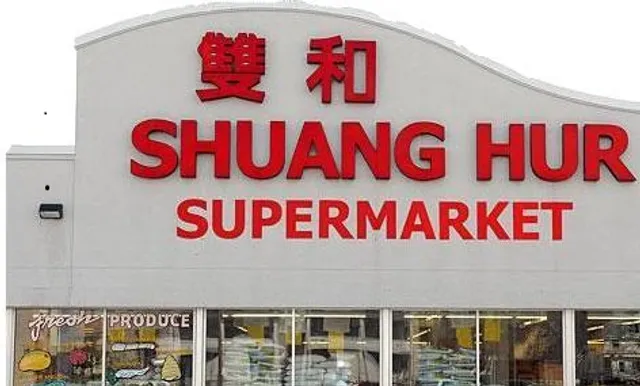 雙和
SHUANG HUR
SUPERMARKET
fresh PRODUCE